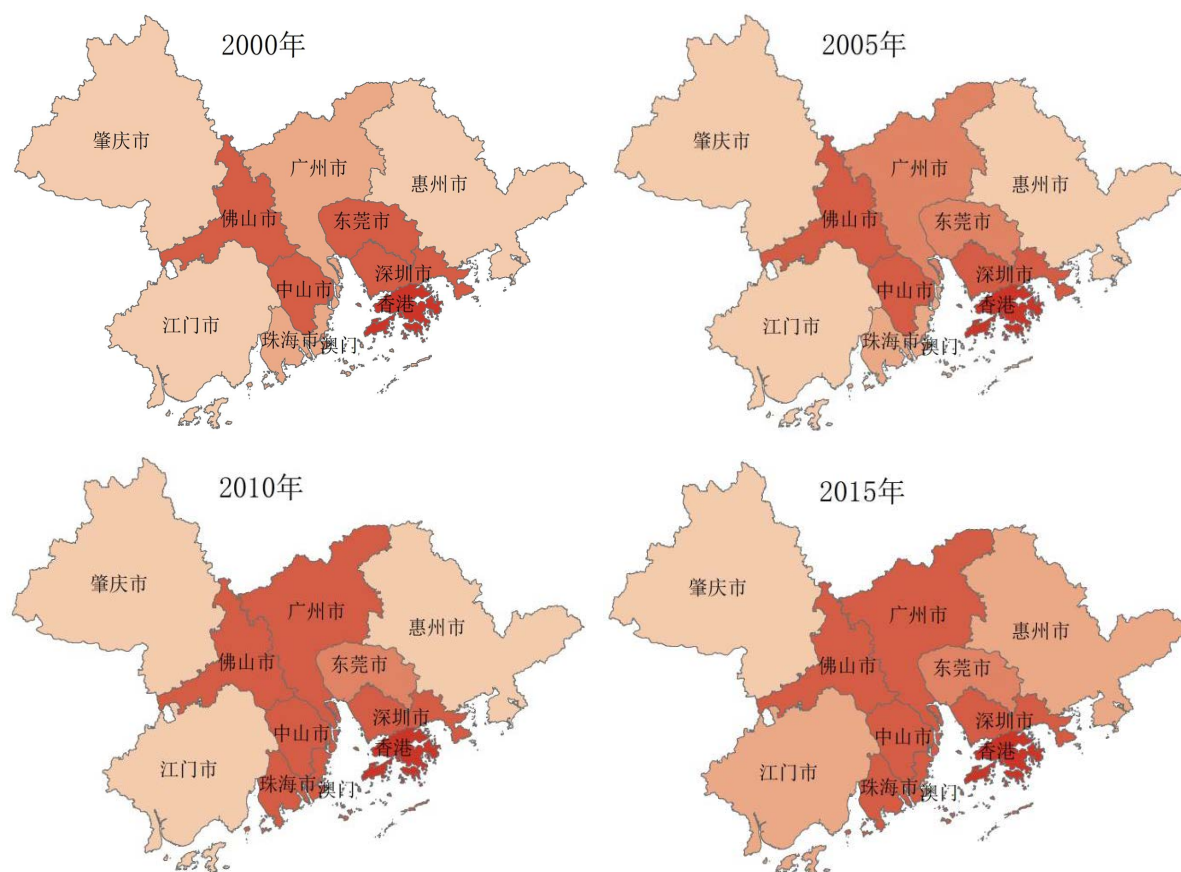 2000年
肇庆市
广州市
惠州市
佛山市
东莞市
深圳市
中山市
香港
江门市
珠海市
澳门
2005年
肇庆市
广州市
惠州市
佛山市
东莞市
深圳市
中山市
香港
江门市
珠海市
澳门
2010年
肇庆市
广州市
惠州市
佛山市
东莞市
深圳市
中山市
香港
江门市
珠海市
澳门
2015年
肇庆市
广州市
惠州市
佛山市
东莞市
深圳市
中山市
香港
江门市
珠海市
澳门